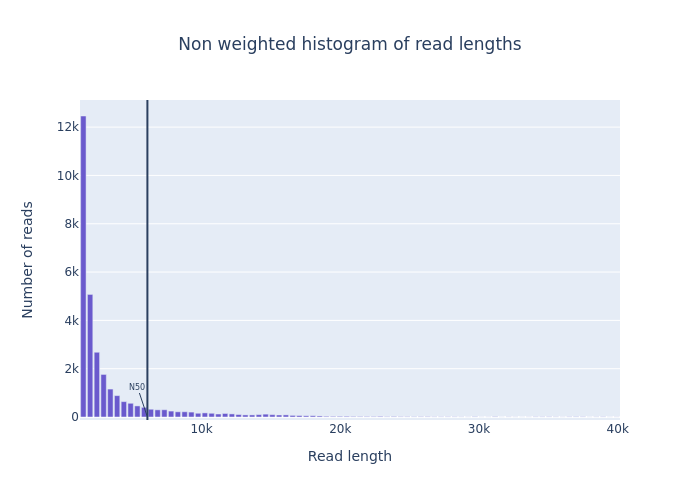 Non weighted histogram of read lengths
Number of reads
12k
10k
8k
6k
4k
2k
0
N50
10k
20k
30k
40k
Read length